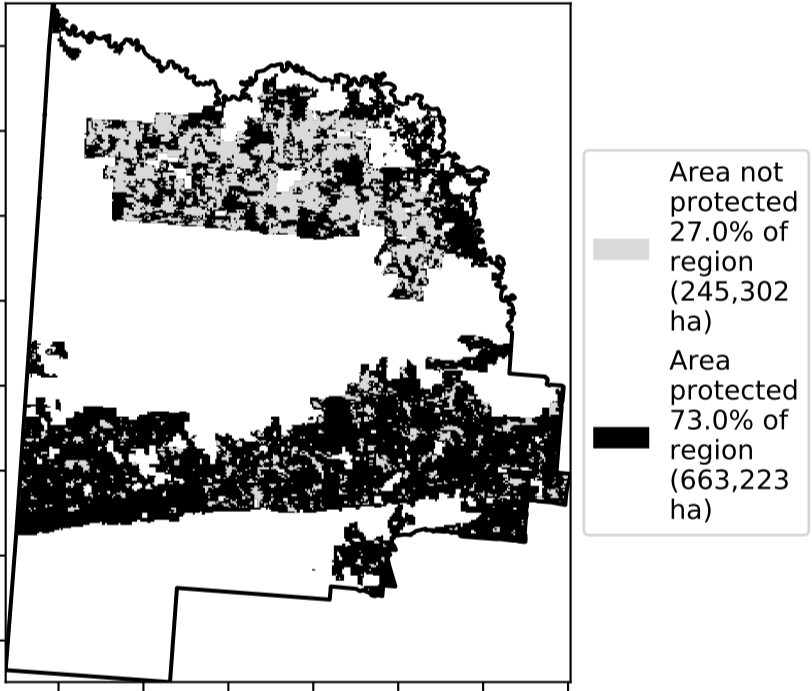 Area not
protected
27.0% of
region
(245,302
ha)
Area
protected
73.0% of
region
(663,223
ha)